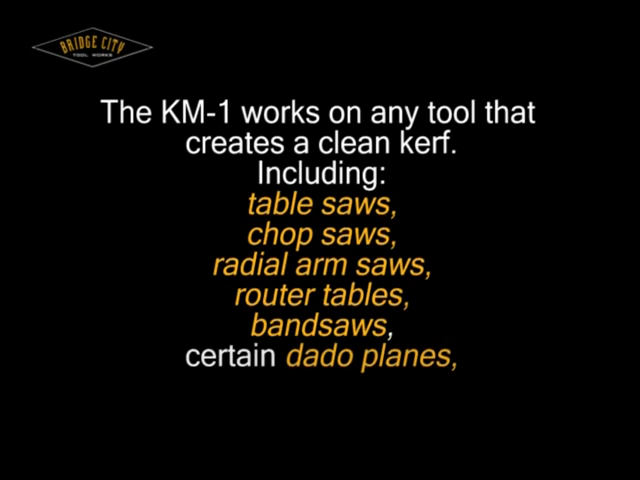 BRIDGE CITY
TOOL WORKS
The KM-1 works on any tool that
creates a clean kerf.
Including:
table saws,
chop saws,
radial arm saws,
router tables,
bandsaws,
certain dado planes,